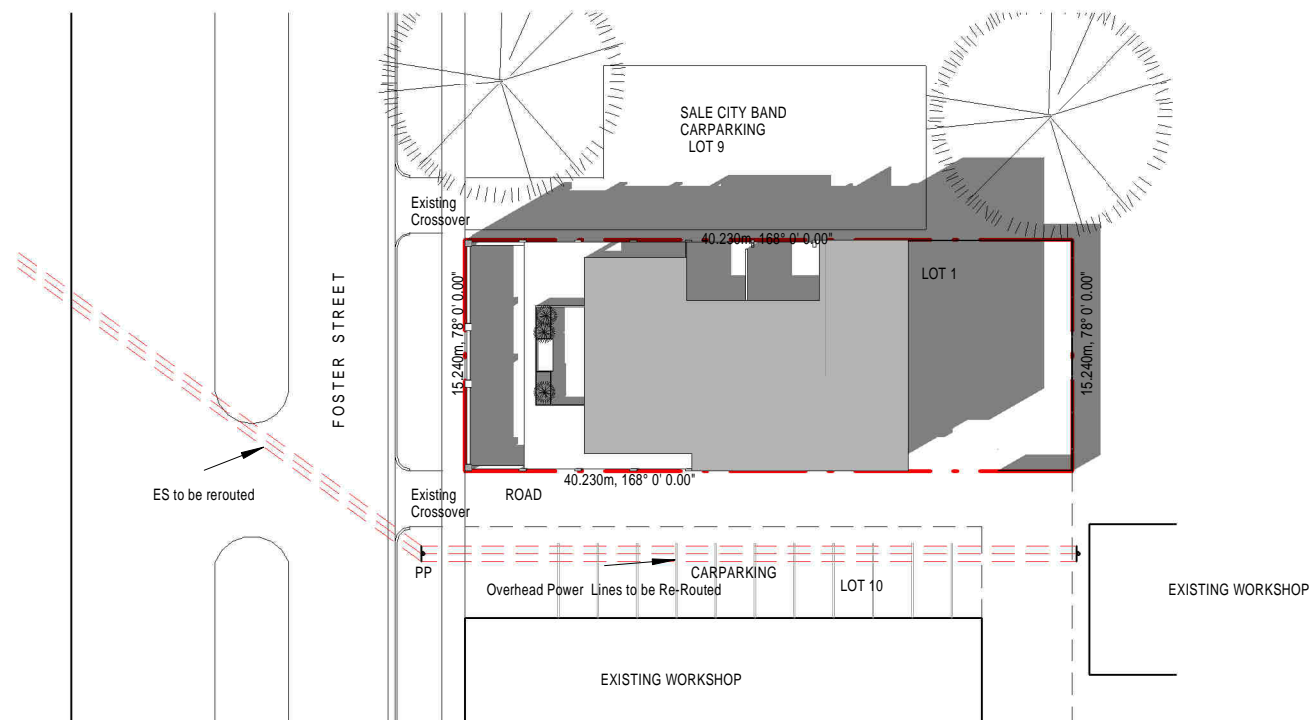 SALE CITY BAND
CARPARKING
LOT 9
Existing
Crossover
40.230m, 168° 0' 0.00"
LOT 1
FOSTER STREET
15.240m, 78° 0' 0.00"
15.240m, 78° 0' 0.00"
40.230m, 168° 0' 0.00"
ES to be rerouted
Existing
Crossover
ROAD
PP
CARPARKING
Overhead Power Lines to be Re-Routed
LOT 10
EXISTING WORKSHOP
EXISTING WORKSHOP